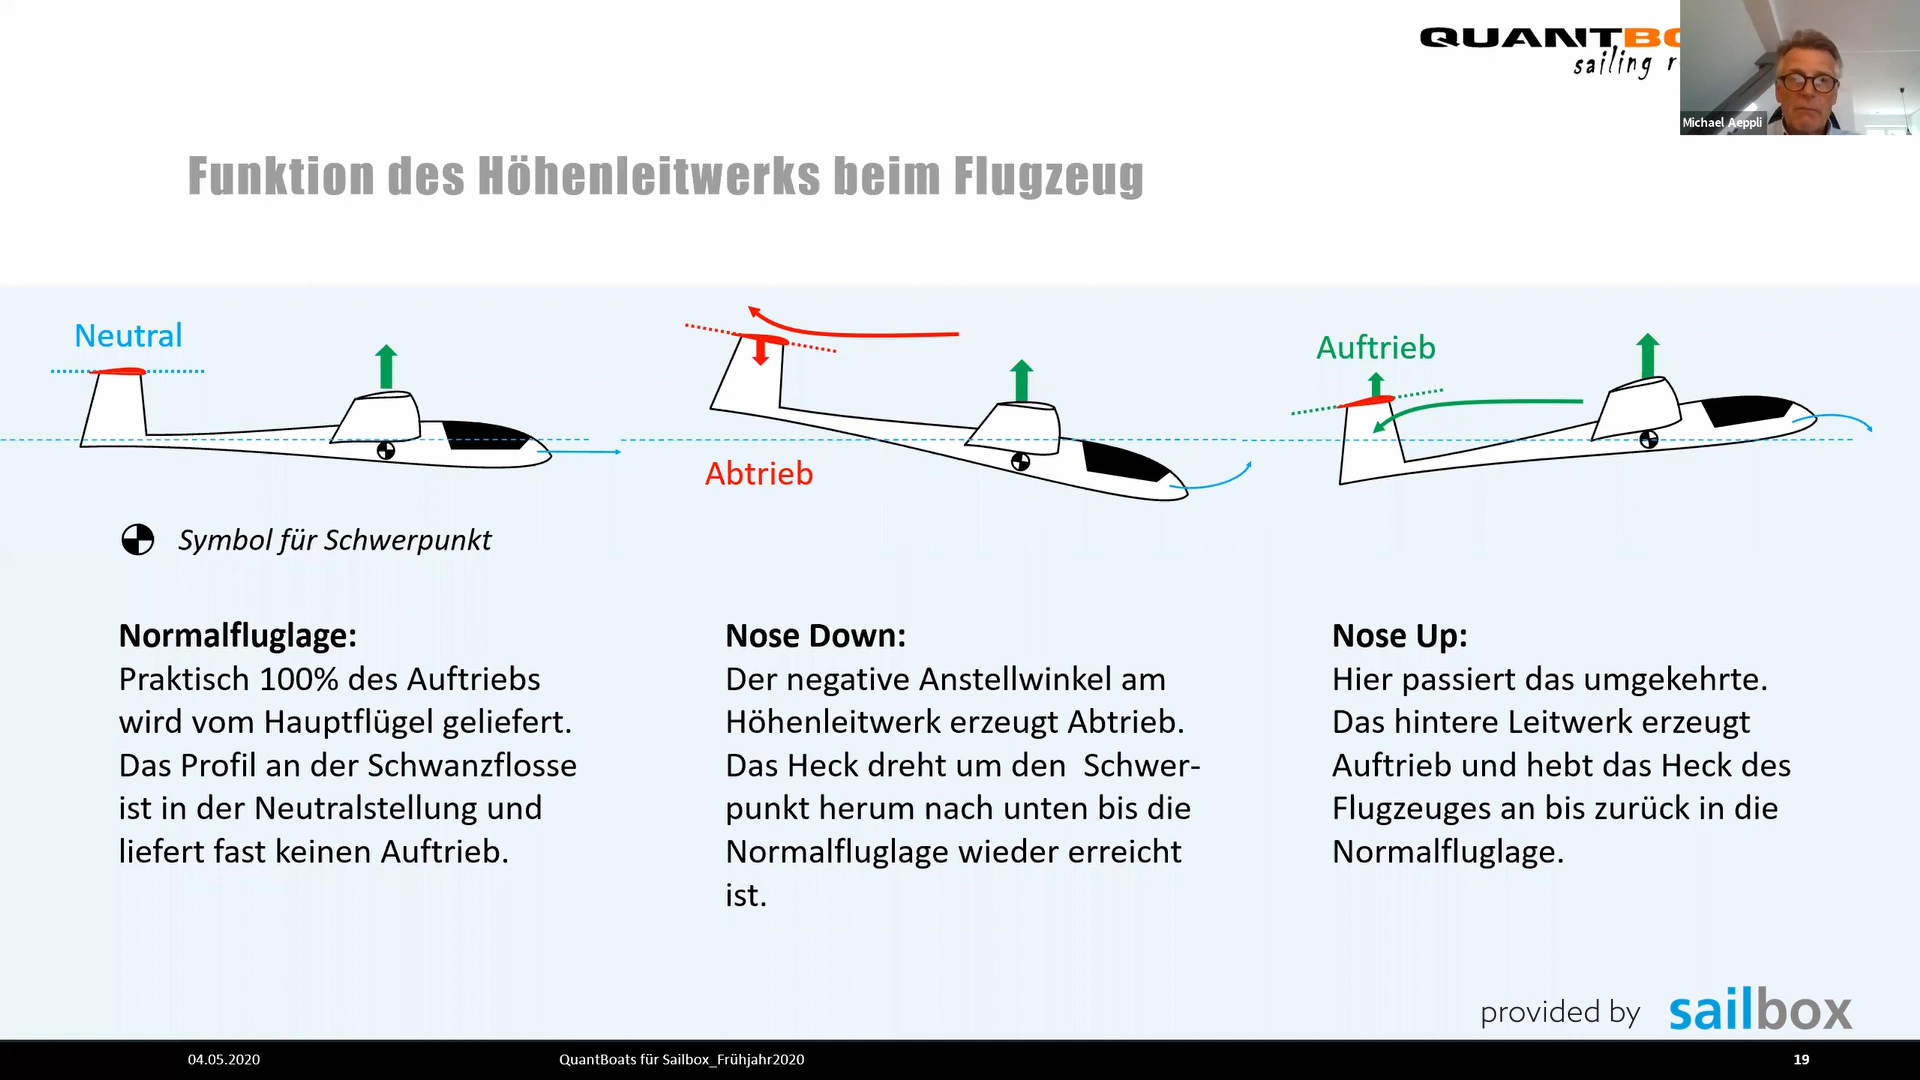 QUANTBO
sailing r
Michael Aeppli
Funktion des Höhenleitwerks beim Flugzeug
Neutral
Abtrieb
Auftrieb
Symbol für Schwerpunkt
Normalfluglage:
Praktisch 100% des Auftriebs
wird vom Hauptflügel geliefert.
Das Profil an der Schwanzflosse
ist in der Neutralstellung und
liefert fast keinen Auftrieb.
Nose Down:
Der negative Anstellwinkel am
Höhenleitwerk erzeugt Abtrieb.
Das Heck dreht um den  Schwer-
punkt herum nach unten bis die
Normalfluglage wieder erreicht
ist.
Nose Up:
Hier passiert das umgekehrte.
Das hintere Leitwerk erzeugt
Auftrieb und hebt das Heck des
Flugzeuges an bis zurück in die
Normalfluglage.
provided by sailbox
04.05.2020
QuantBoats für Sailbox_Frühjahr2020
19